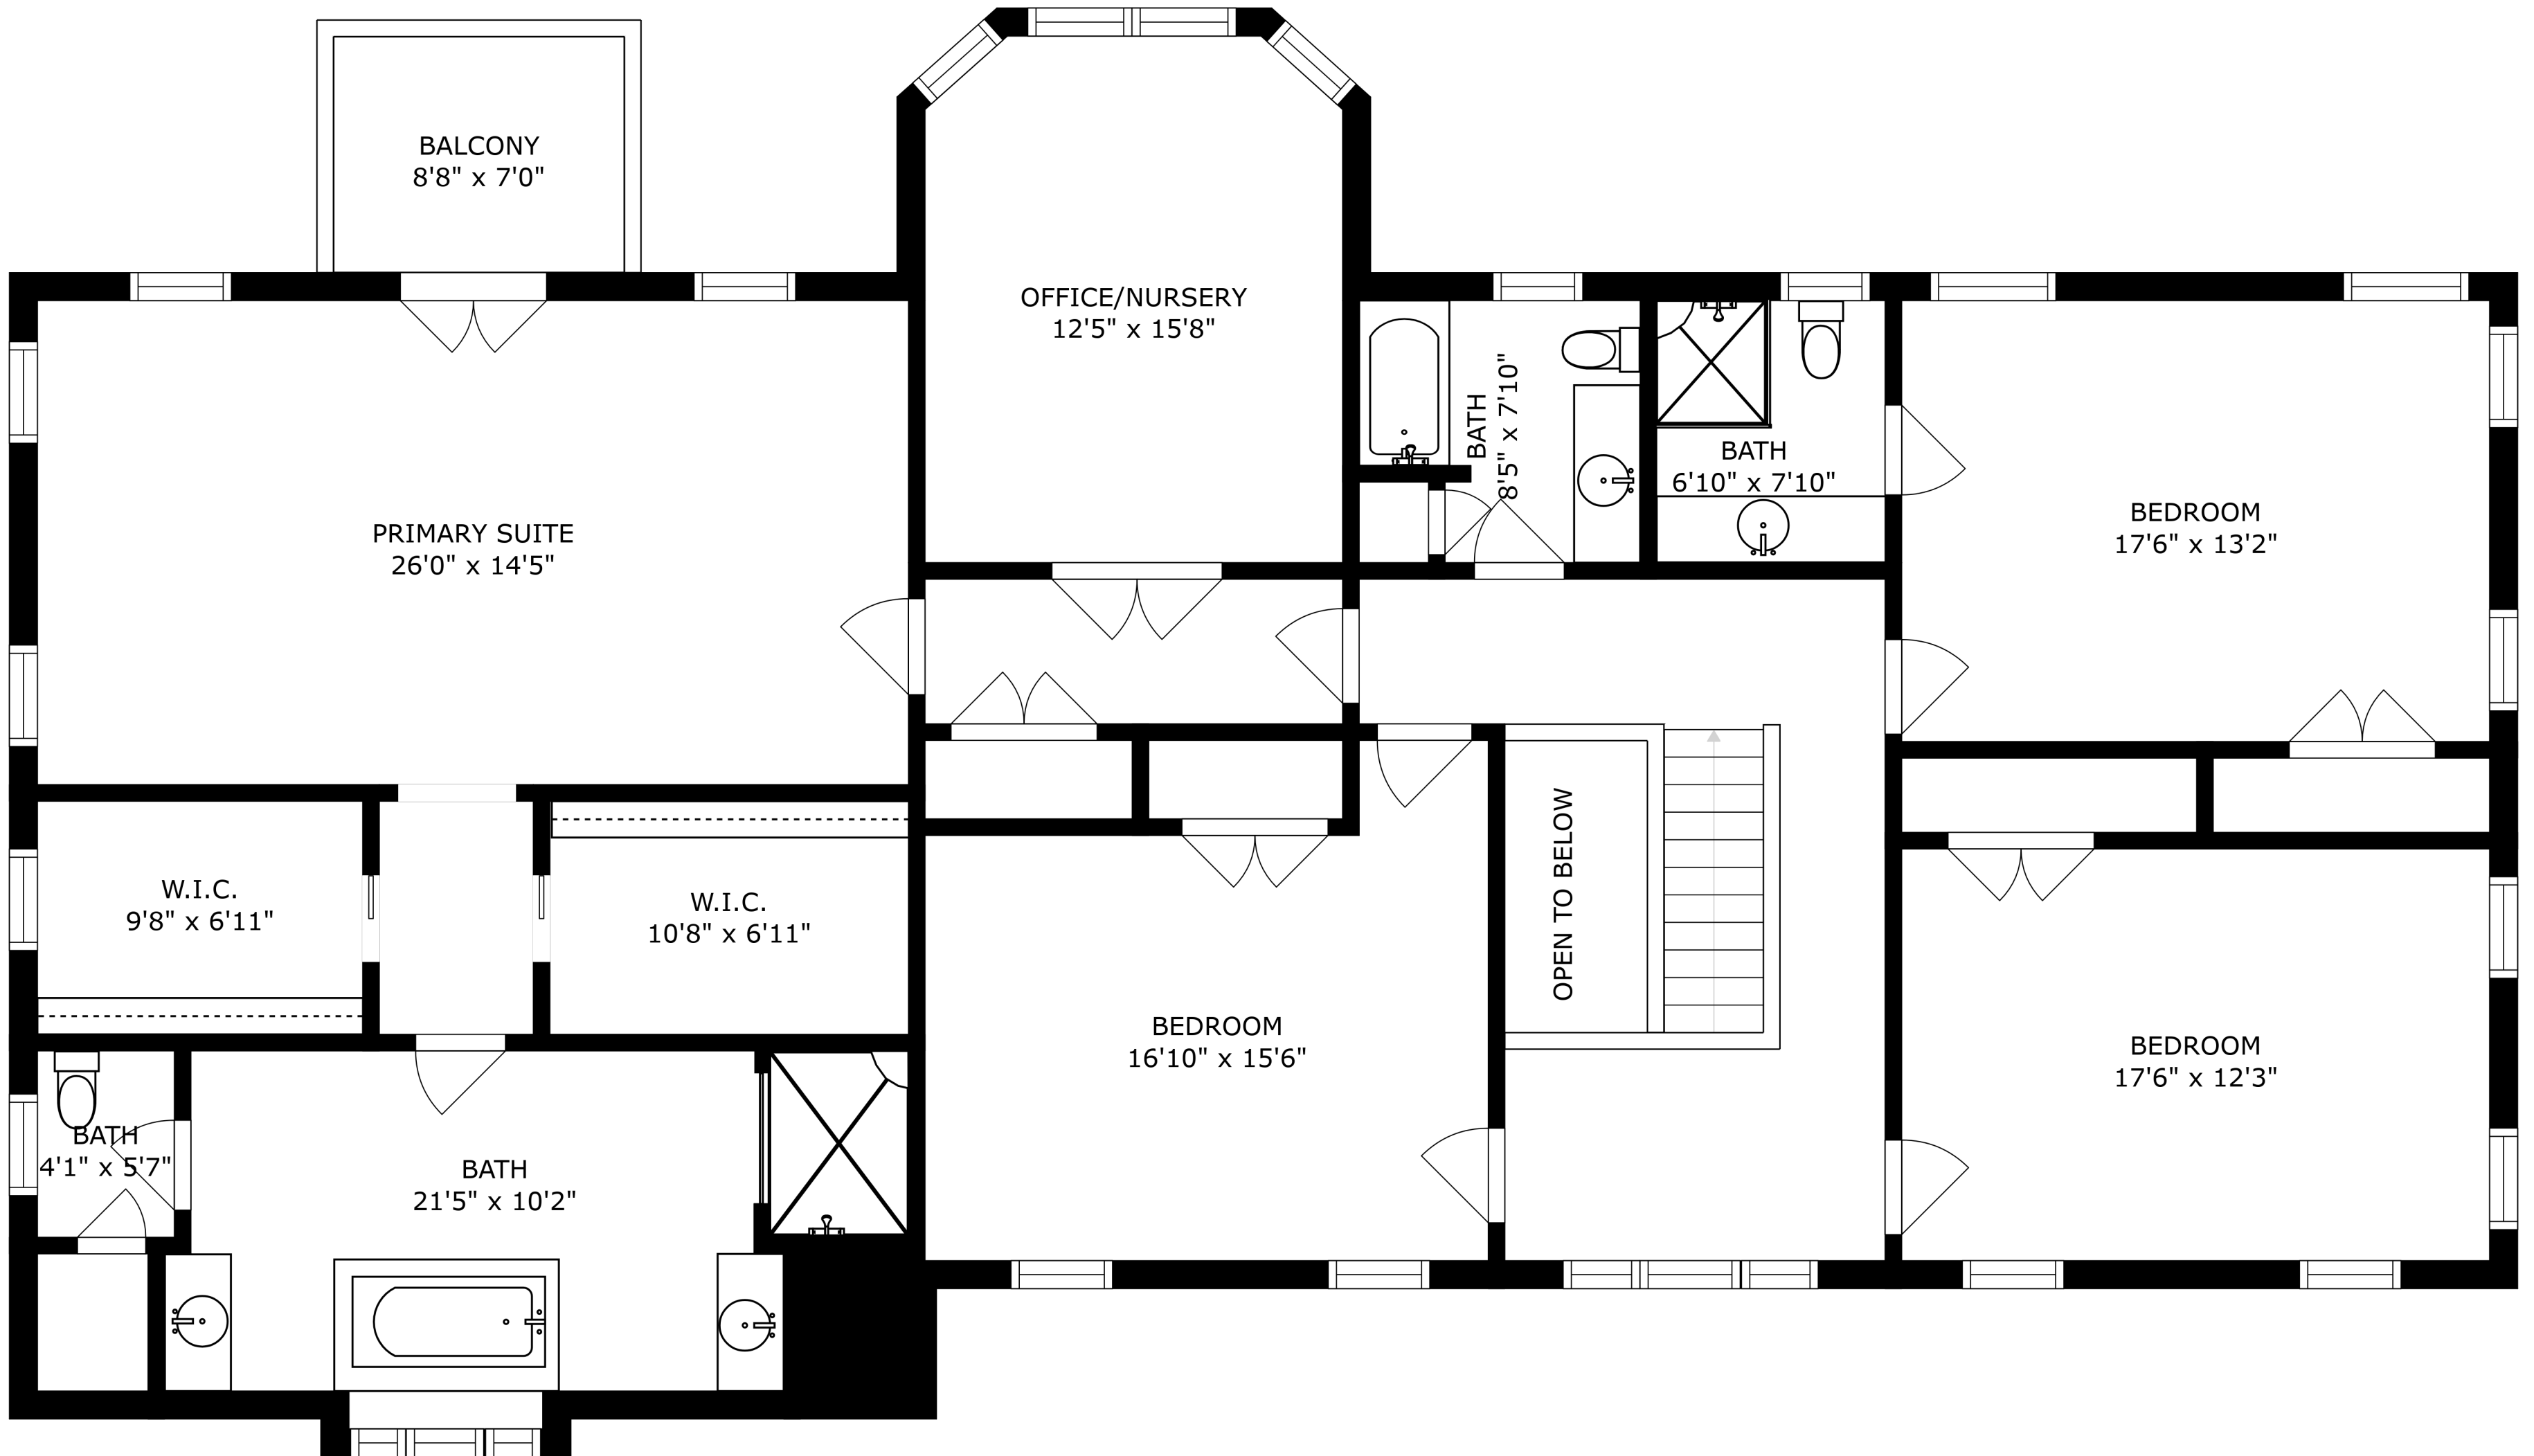 BALCONY
8'8" x 7'0"
OFFICE/NURSERY
12'5" x 15'8"
BATH
8'5" x 7'10"
BATH
6'10" x 7'10"
PRIMARY SUITE
26'0" x 14'5"
BEDROOM
17'6" x 13'2"
W.I.C.
9'8" x 6'11"
W.I.C.
10'8" x 6'11"
OPEN TO BELOW
BEDROOM
16'10" x 15'6"
BEDROOM
17'6" x 12'3"
BATH
4'1" x 5'7"
BATH
21'5" x 10'2"